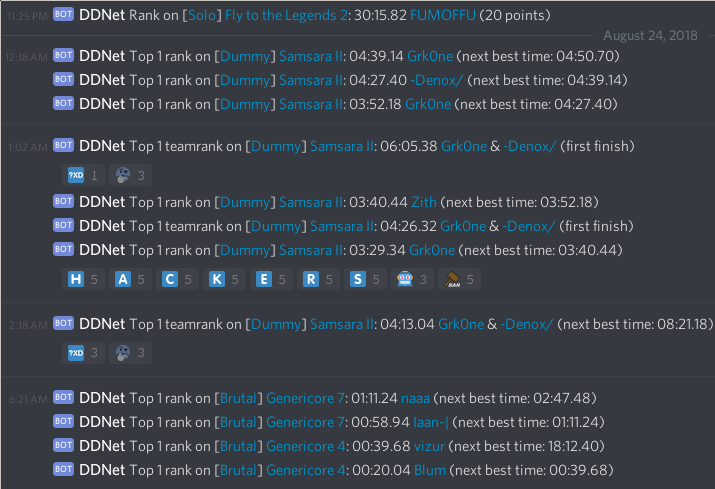 11:25 PM BOT DDNet Rank on [Solo] Fly to the Legends 2: 30:15.82 FUMOFFU (20 points)
August 24, 2018
12:18 AM BOT DDNet Top 1 rank on [Dummy] Samsara II: 04:39.14 Grk0ne (next best time: 04:50.70)
BOT DDNet Top 1 rank on [Dummy] Samsara II: 04:27.40 -Denox/ (next best time: 04:39.14)
BOT DDNet Top 1 rank on [Dummy] Samsara II: 03:52.18 Grk0ne (next best time: 04:27.40)
1:02 AM BOT DDNet Top 1 teamrank on [Dummy] Samsara II: 06:05.38 Grk0ne & -Denox/ (first finish)
?XD 1 3
BOT DDNet Top 1 rank on [Dummy] Samsara II: 03:40.44 Zith (next best time: 03:52.18)
BOT DDNet Top 1 teamrank on [Dummy] Samsara II: 04:26.32 Grk0ne & -Denox/ (first finish)
BOT DDNet Top 1 rank on [Dummy] Samsara II: 03:29.34 Grk0ne (next best time: 03:40.44)
H 5 A 5 C 5 K 5 E 5 R 5 S 5 3 BAN 5
2:18 AM BOT DDNet Top 1 teamrank on [Dummy] Samsara II: 04:13.04 Grk0ne & -Denox/ (next best time: 08:21.18)
?XD 3 3
6:21 AM BOT DDNet Top 1 rank on [Brutal] Genericore 7: 01:11.24 naaa (next best time: 02:47.48)
BOT DDNet Top 1 rank on [Brutal] Genericore 7: 00:58.94 Iaan-| (next best time: 01:11.24)
BOT DDNet Top 1 rank on [Brutal] Genericore 4: 00:39.68 vizur (next best time: 18:12.40)
BOT DDNet Top 1 rank on [Brutal] Genericore 4: 00:20.04 Blum (next best time: 00:39.68)